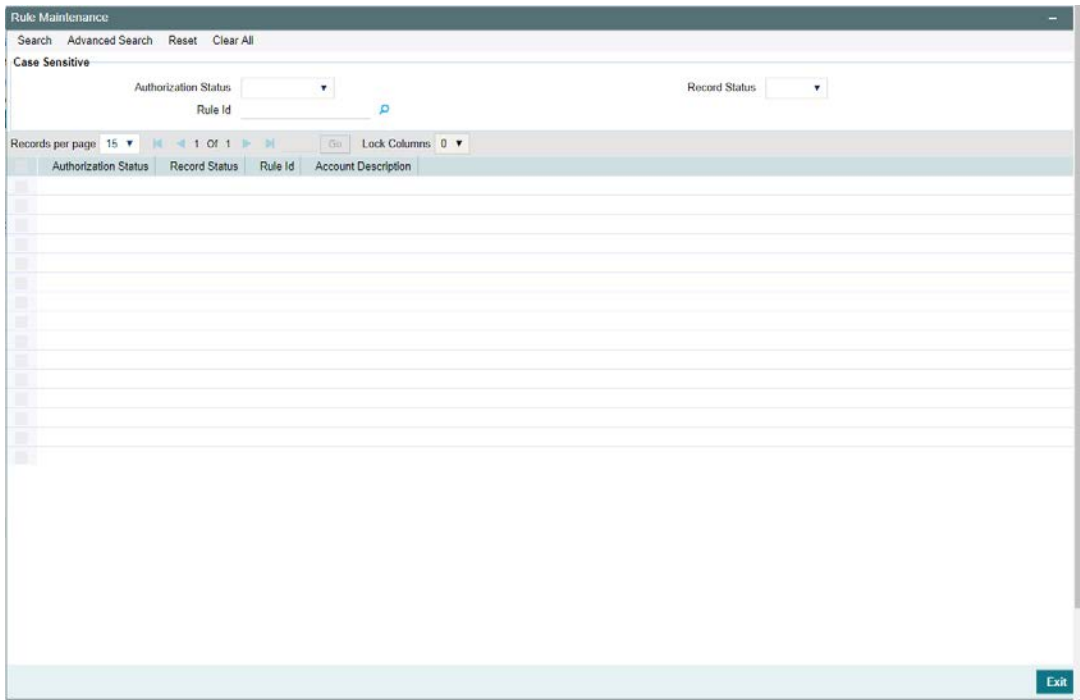 Rule Maintenance
Search Advanced Search Reset Clear All
Case Sensitive
Authorization Status Record Status
Rule Id
Records per page 15 1 Of 1 Go Lock Columns 0
Authorization Status Record Status Rule Id Account Description
Exit